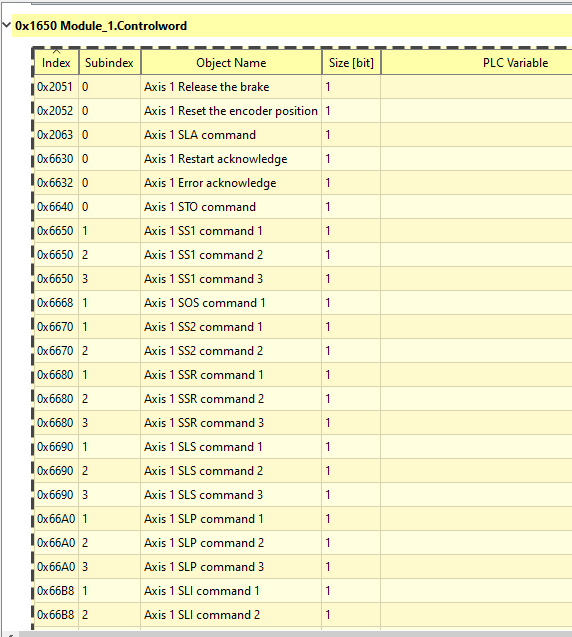 0x1650 Module_1.Controlword
Index Subindex Object Name Size [bit] PLC Variable
0x2051 0 Axis 1 Release the brake 1
0x2052 0 Axis 1 Reset the encoder position 1
0x2063 0 Axis 1 SLA command 1
0x6630 0 Axis 1 Restart acknowledge 1
0x6632 0 Axis 1 Error acknowledge 1
0x6640 0 Axis 1 STO command 1
0x6650 1 Axis 1 SS1 command 1 1
0x6650 2 Axis 1 SS1 command 2 1
0x6650 3 Axis 1 SS1 command 3 1
0x6668 1 Axis 1 SOS command 1 1
0x6670 1 Axis 1 SS2 command 1 1
0x6670 2 Axis 1 SS2 command 2 1
0x6680 1 Axis 1 SSR command 1 1
0x6680 2 Axis 1 SSR command 2 1
0x6680 3 Axis 1 SSR command 3 1
0x6690 1 Axis 1 SLS command 1 1
0x6690 2 Axis 1 SLS command 2 1
0x6690 3 Axis 1 SLS command 3 1
0x66A0 1 Axis 1 SLP command 1 1
0x66A0 2 Axis 1 SLP command 2 1
0x66A0 3 Axis 1 SLP command 3 1
0x66B8 1 Axis 1 SLI command 1 1
0x66B8 2 Axis 1 SLI command 2 1